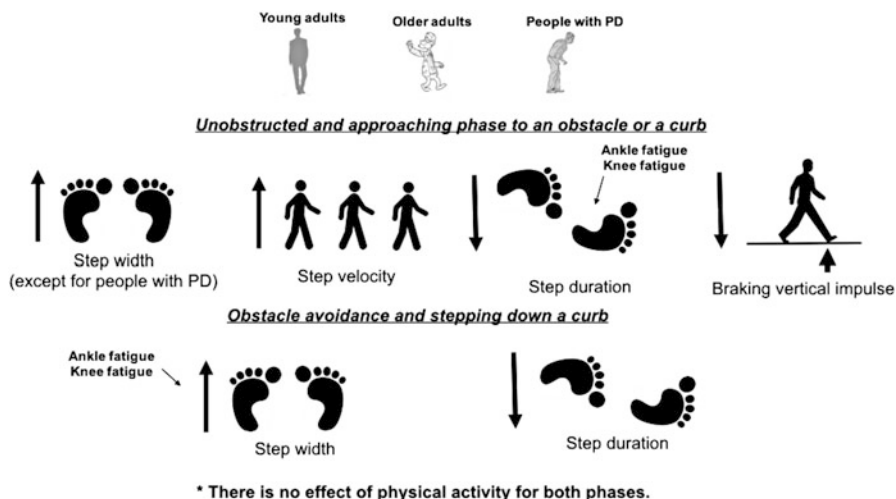 Young adults
Older adults
People with PD
Unobstructed and approaching phase to an obstacle or a curb
Ankle fatigue
Knee fatigue
Step width
(except for people with PD)
Step velocity
Step duration
Braking vertical impulse
Obstacle avoidance and stepping down a curb
Ankle fatigue
Knee fatigue
Step width
Step duration
* There is no effect of physical activity for both phases.